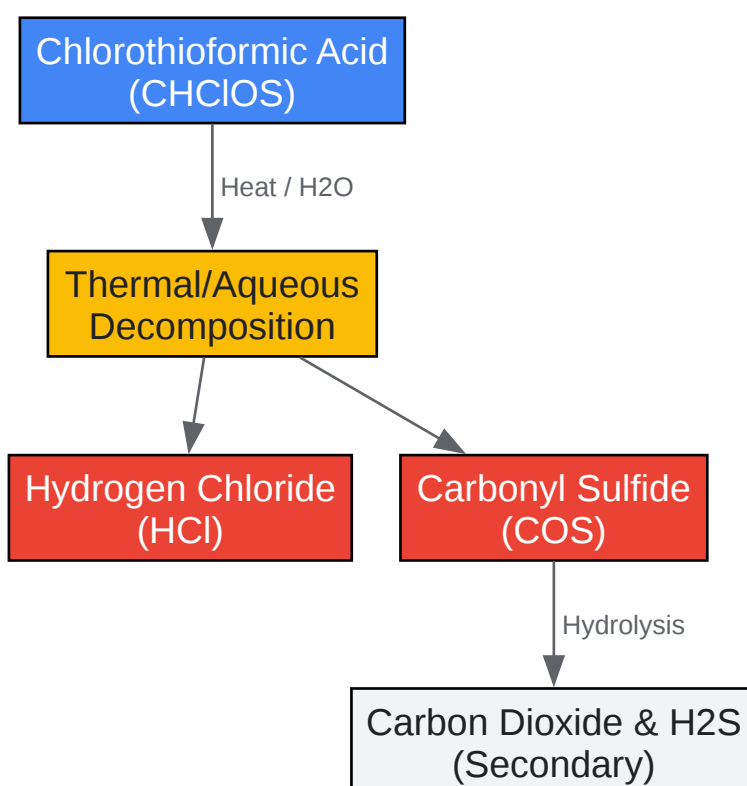 Chlorothioformic Acid
(CHClOS)
Heat / H2O
Thermal/Aqueous
Decomposition
Hydrogen Chloride
(HCl)
Carbonyl Sulfide
(COS)
Hydrolysis
Carbon Dioxide & H2S
(Secondary)